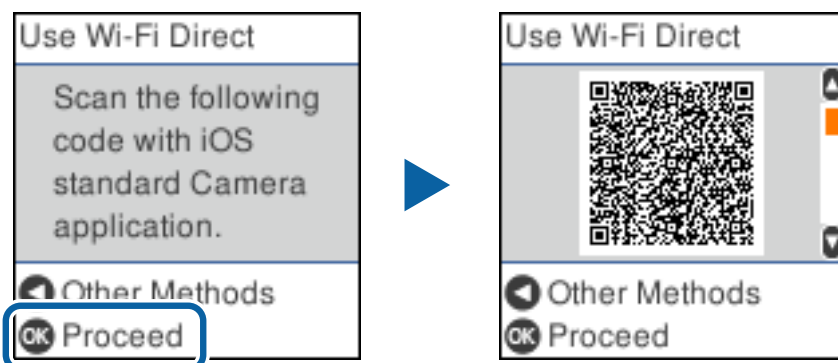 Use Wi-Fi Direct
Scan the following
code with iOS
standard Camera
application.
Other Methods
OK Proceed
Use Wi-Fi Direct
Other Methods
OK Proceed